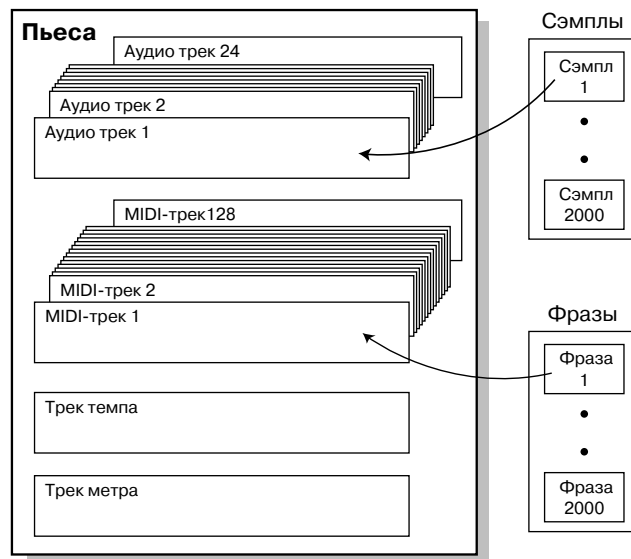 Пьеса
Аудио трек 24
Аудио трек 2
Аудио трек 1
MIDI-трек128
MIDI-трек 2
MIDI-трек 1
Трек темпа
Трек метра
Сэмплы
Сэмпл
1
Сэмпл
2000
Фразы
Фраза
1
Фраза
2000